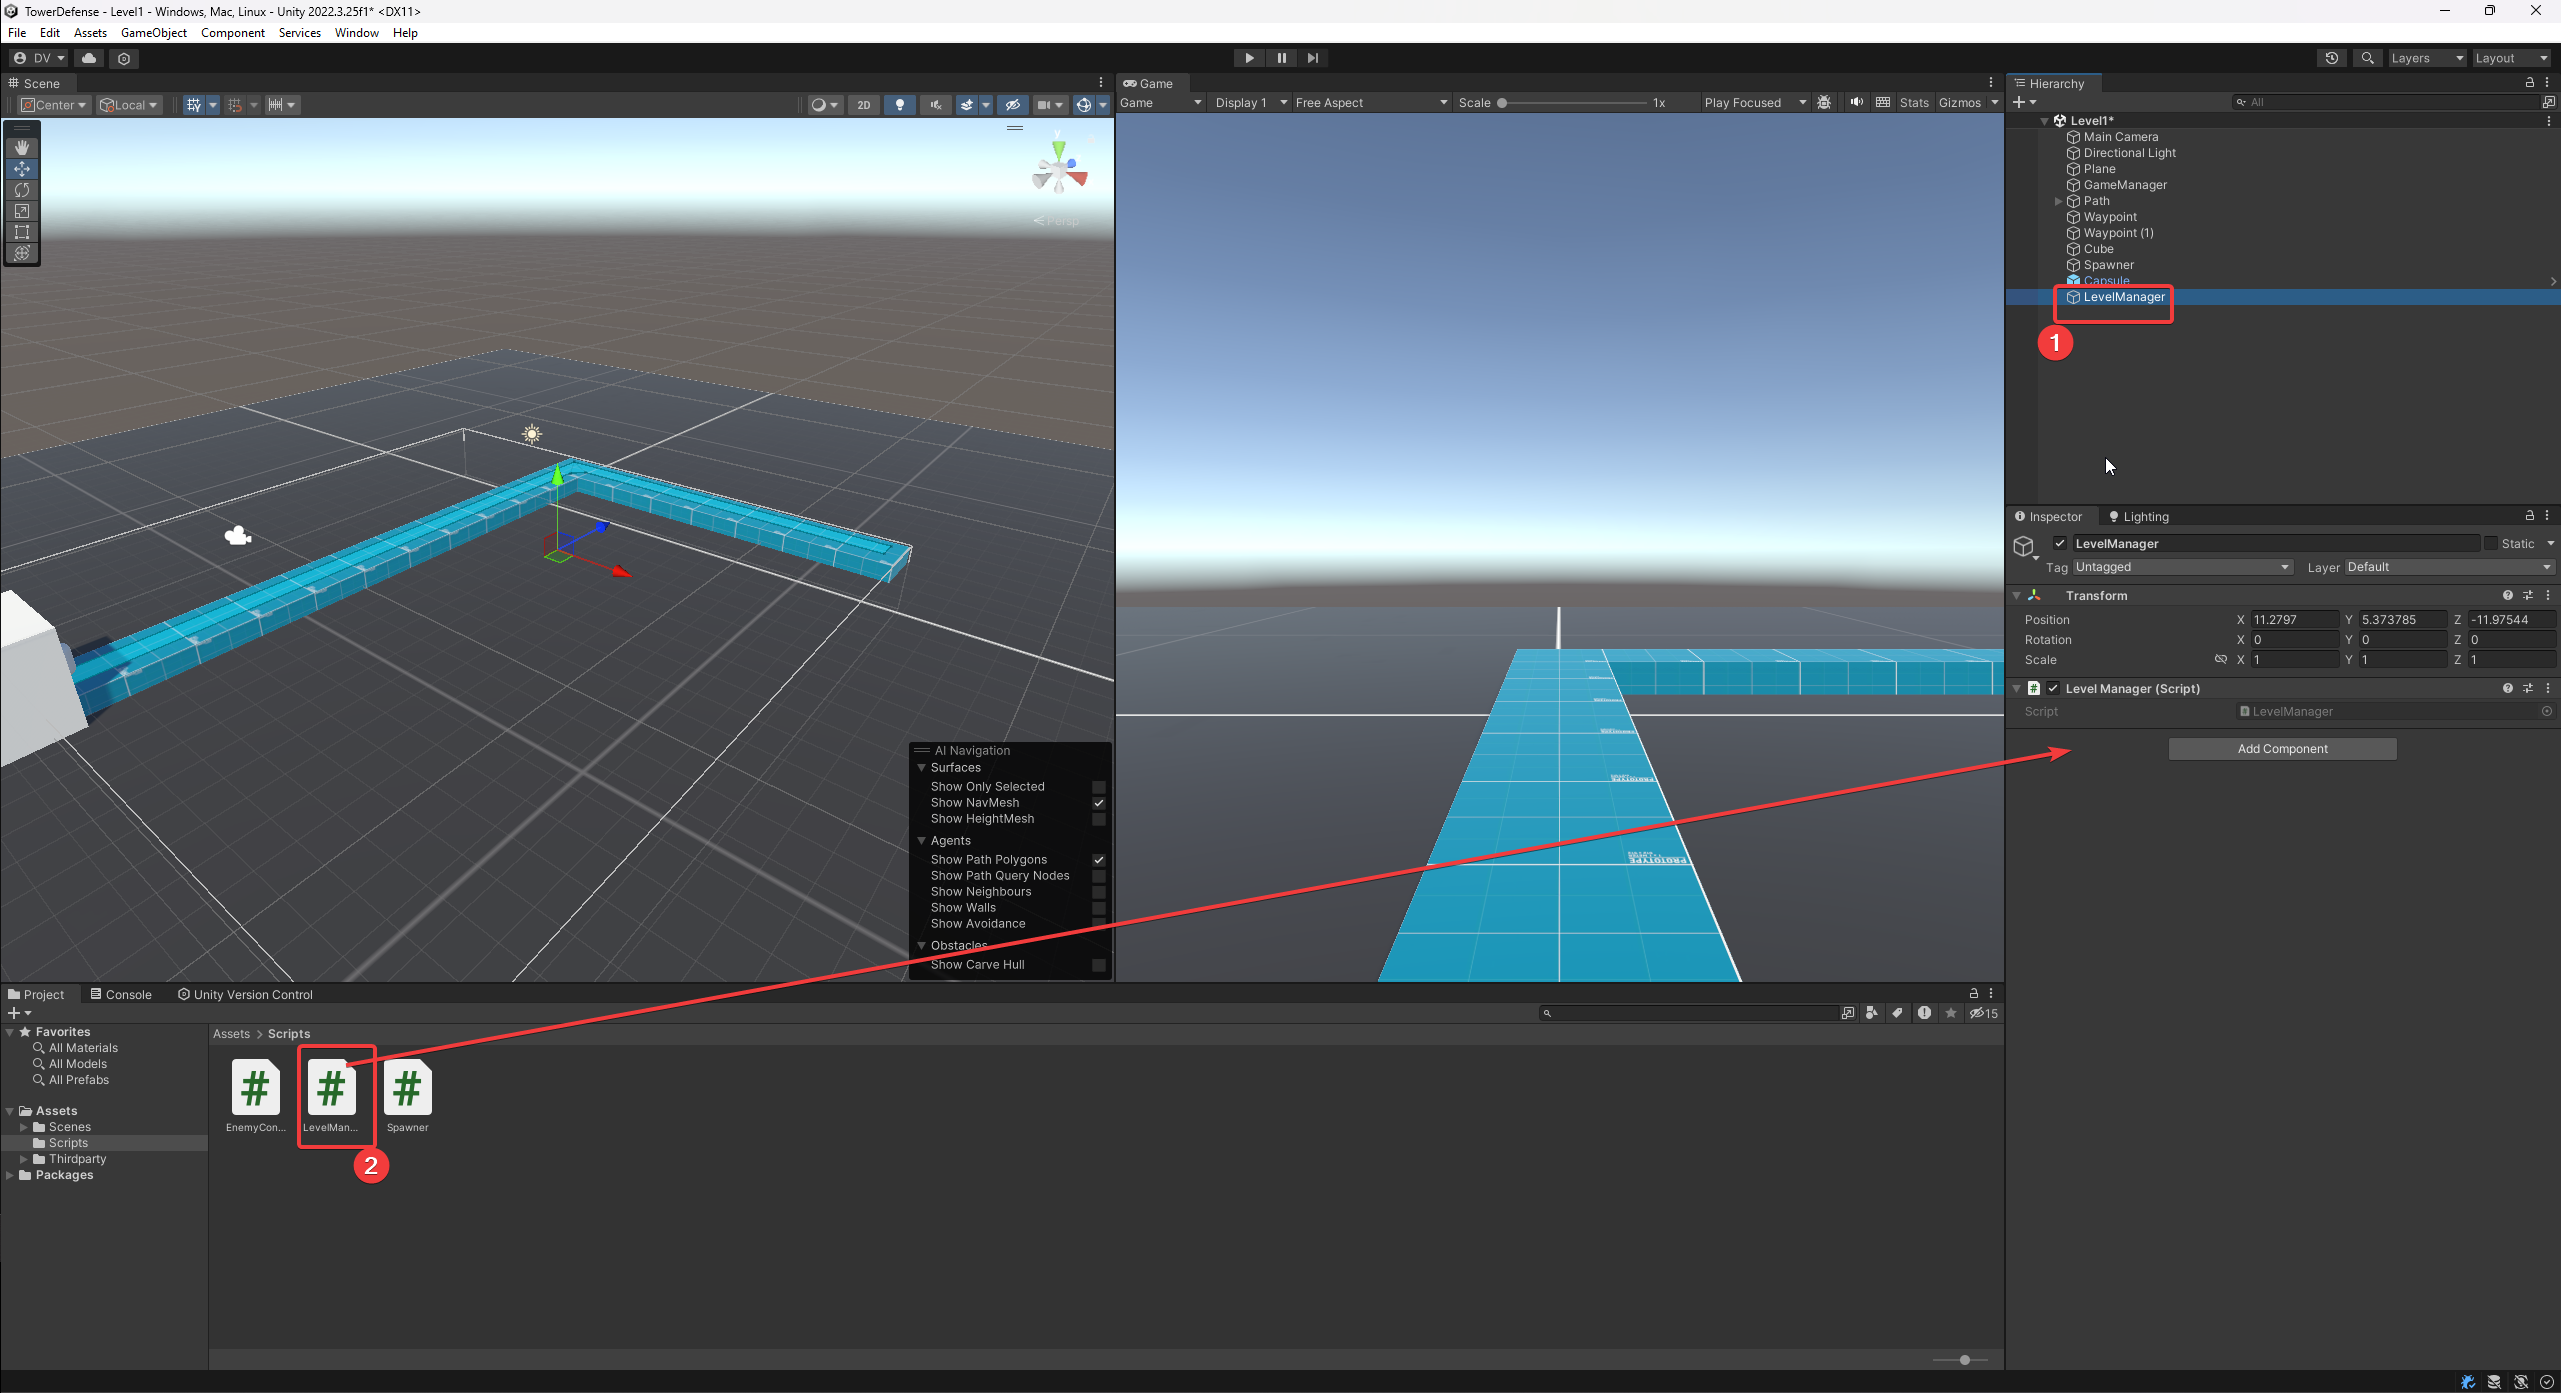 TowerDefense - Level1 - Windows, Mac, Linux - Unity 2022.3.25f1* <DX11>
File Edit Assets GameObject Component Services Window Help
DV
Layers Layout
Scene
Center Local
2D
y
Persp
AI Navigation
Surfaces
Show Only Selected
Show NavMesh
Show HeightMesh
Agents
Show Path Polygons
Show Path Query Nodes
Show Neighbours
Show Walls
Show Avoidance
Obstacles
Show Carve Hull
Game
Game Display 1 Free Aspect Scale 1x Play Focused Stats Gizmos
PROTOTYPE
PROTOTYPE
Hierarchy
All
Level1*
Main Camera
Directional Light
Plane
GameManager
Path
Waypoint
Waypoint (1)
Cube
Spawner
Capsule
LevelManager
1
Inspector Lighting
LevelManager Static
Tag Untagged Layer Default
Transform
Position X 11.2797 Y 5.373785 Z -11.97544
Rotation X 0 Y 0 Z 0
Scale X 1 Y 1 Z 1
# Level Manager (Script)
Script LevelManager
Add Component
Project Console Unity Version Control
15
Favorites
All Materials
All Models
All Prefabs
Assets
Scenes
Scripts
Thirdparty
Packages
Assets > Scripts
# # #
EnemyCon... LevelMan... Spawner
2